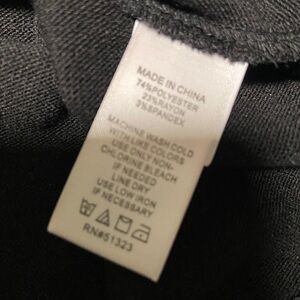 MADE IN CHINA
74%POLYESTER
23%RAYON
3%SPANDEX
MACHINE WASH COLD
WITH LIKE COLORS
USE ONLY NON-
CHLORINE BLEACH
IF NEEDED
LINE DRY
USE LOW IRON
IF NECESSARY
RN#51323